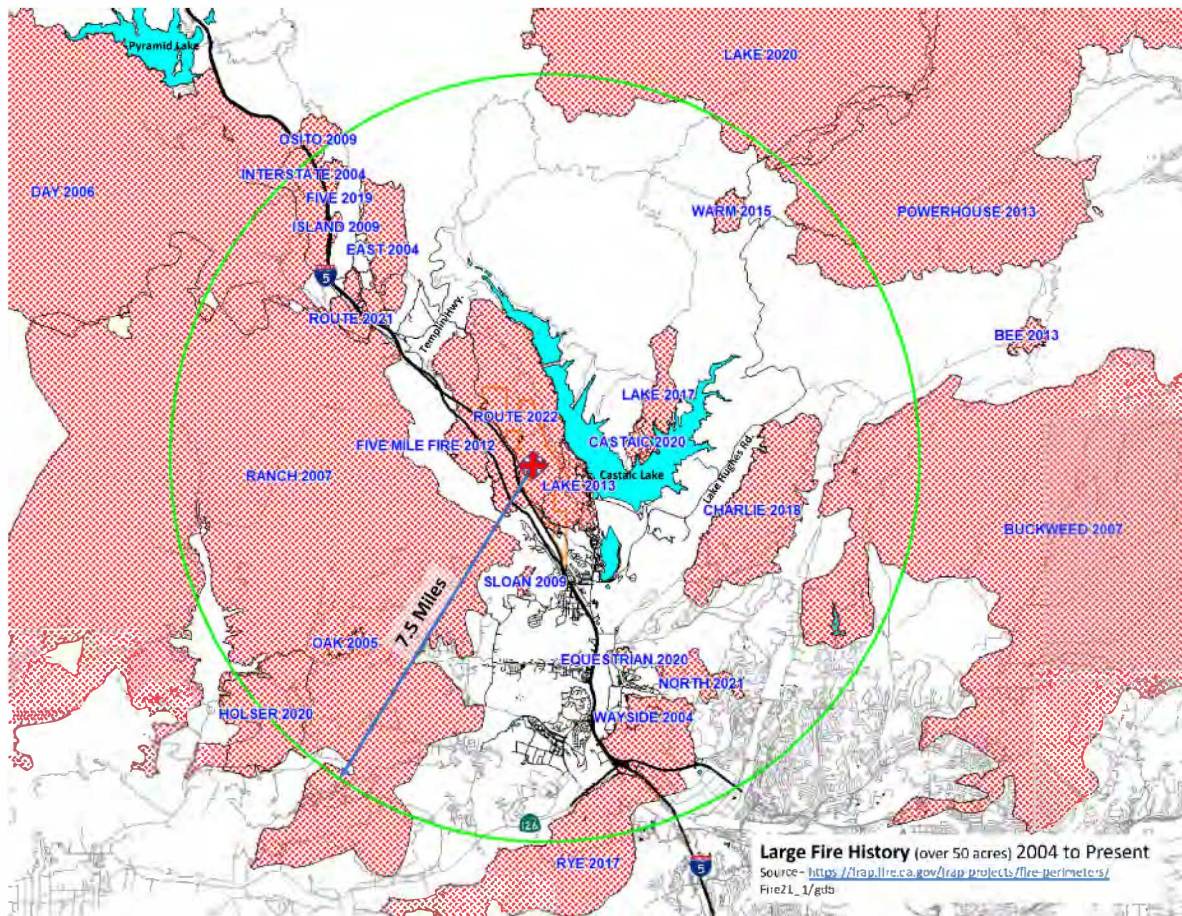 Pyramid Lake
LAKE 2020
OSITO 2009
INTERSTATE 2004
DAY 2006
FIVE 2019
WARM 2015
POWERHOUSE 2013
ISLAND 2009
EAST 2004
5
ROUTE 2021
Templin Hwy.
BEE 2013
LAKE 2017
ROUTE 2022
FIVE MILE FIRE 2012
CASTAIC 2020
RANCH 2007
Castaic Lake
Lake Hughes Rd.
LAKE 2013
CHARLIE 2018
BUCKWEED 2007
SLOAN 2009
7.5 Miles
OAK 2005
EQUESTRIAN 2020
NORTH 2021
HOLSER 2020
WAYSIDE 2004
126
RYE 2017
5
Large Fire History (over 50 acres) 2004 to Present
Source- https://frap.fire.ca.gov/frap-projects/fire-perimeters/
Fire21_1/gdb